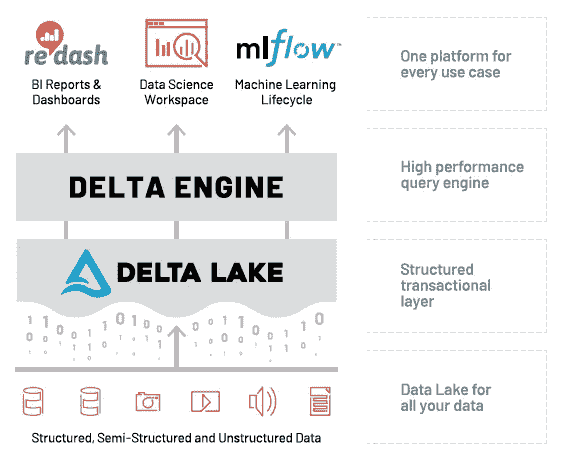 redash
BI Reports &
Dashboards
Data Science
Workspace
mlflow™
Machine Learning
Lifecycle
One platform for
every use case
DELTA ENGINE
High performance
query engine
DELTA LAKE
Structured
transactional
layer
Data Lake for
all your data
Structured, Semi-Structured and Unstructured Data